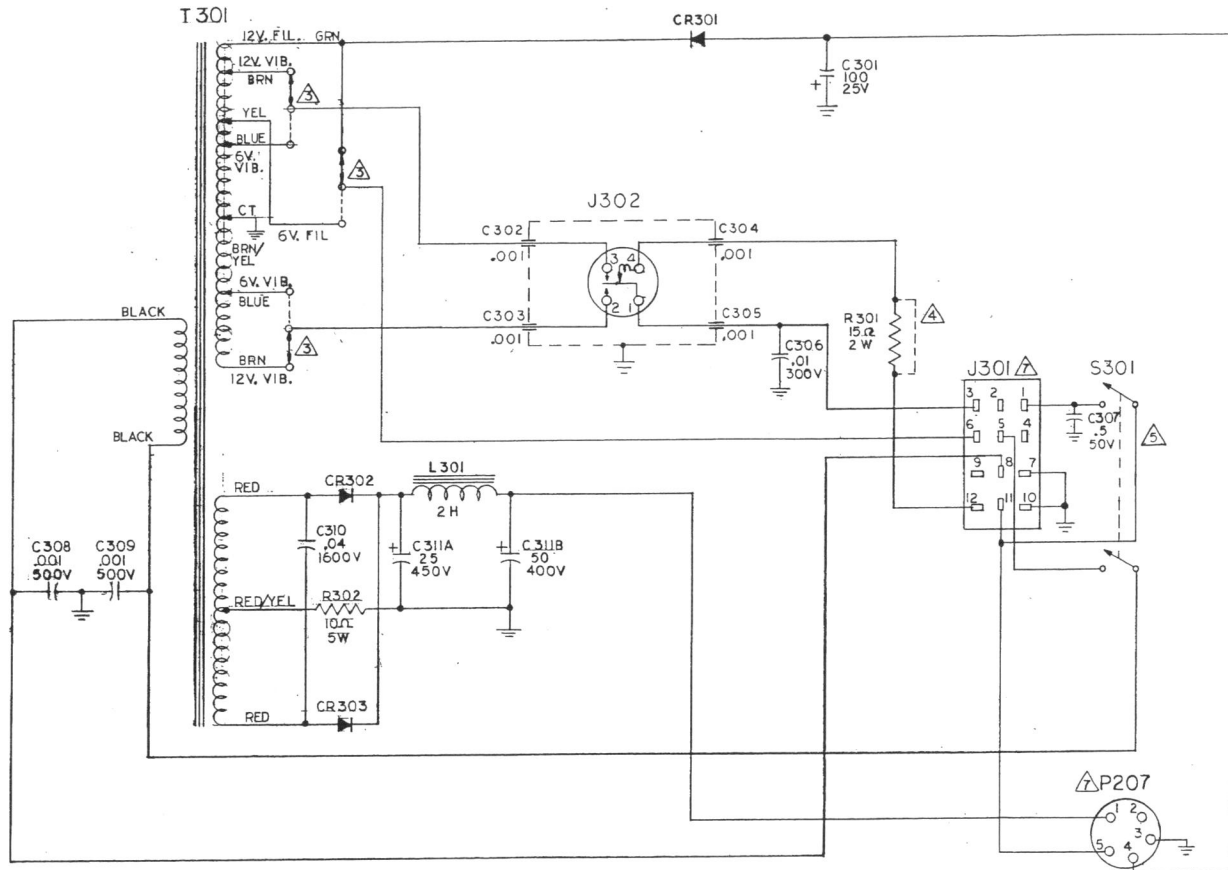 T301
12V. FIL. GRN
12V. VIB.
BRN
3
YEL
BLUE
6V.
VIB.
3
CT
6V. FIL
BRN/
YEL
6V. VIB.
BLUE
3
BRN
12V. VIB.
CR301
C301
100
25V
+
J302
C302
.001
C304
.001
3 4
2 1
C303
.001
C305
.001
C306
.01
300V
R301
15Ω
2 W
4
J301 7
S301
3 2 1
6 5 4
9 8 7
12 11 10
C307
.5
50V
5
BLACK
BLACK
C308
.001
500V
C309
.001
500V
RED
CR302
L301
2 H
C310
.04
1600V
+
C311A
25
450V
+
C311B
50
400V
RED/YEL
R302
10Ω
5W
RED
CR303
7 P207
1 2
3
5 4